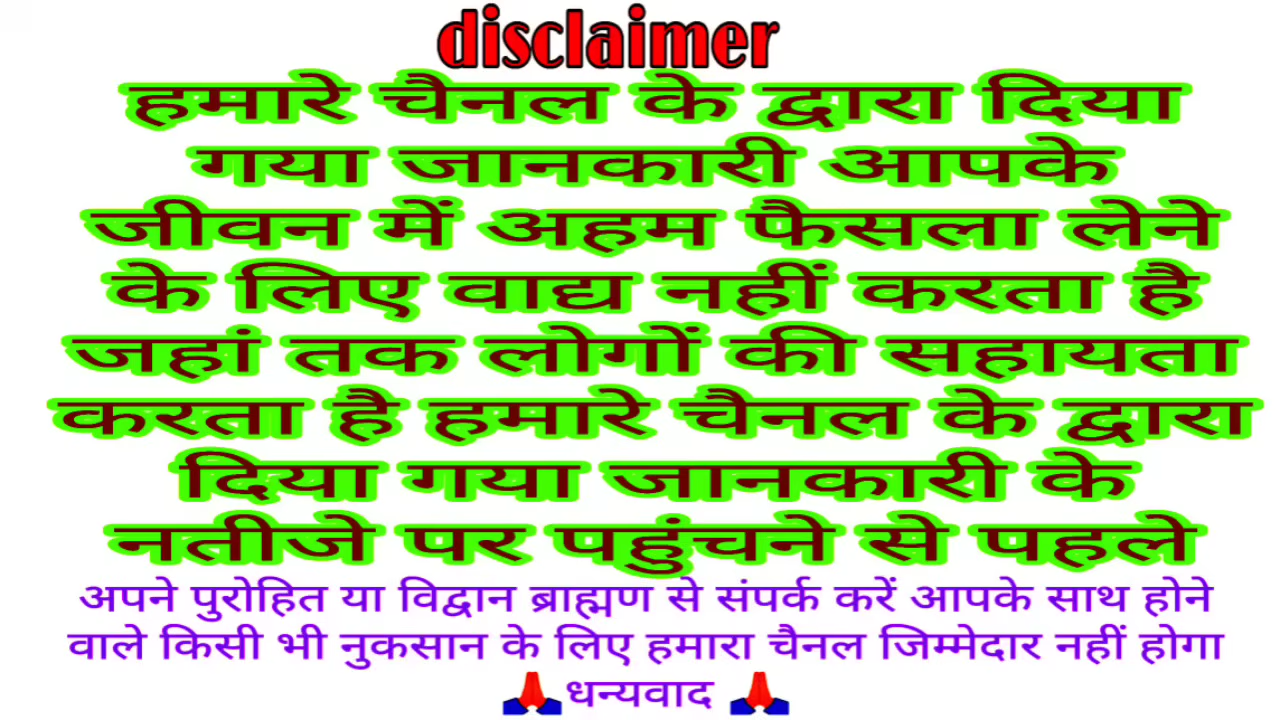 disclaimer
हमारे चैनल के द्वारा दिया
गया जानकारी आपके
जीवन में अहम फैसला लेने
के लिए वाद्य नहीं करता है
जहां तक लोगों की सहायता
करता है हमारे चैनल के द्वारा
दिया गया जानकारी के
नतीजे पर पहुंचने से पहले
अपने पुरोहित या विद्वान ब्राह्मण से संपर्क करें आपके साथ होने
वाले किसी भी नुकसान के लिए हमारा चैनल जिम्मेदार नहीं होगा
🙏धन्यवाद 🙏